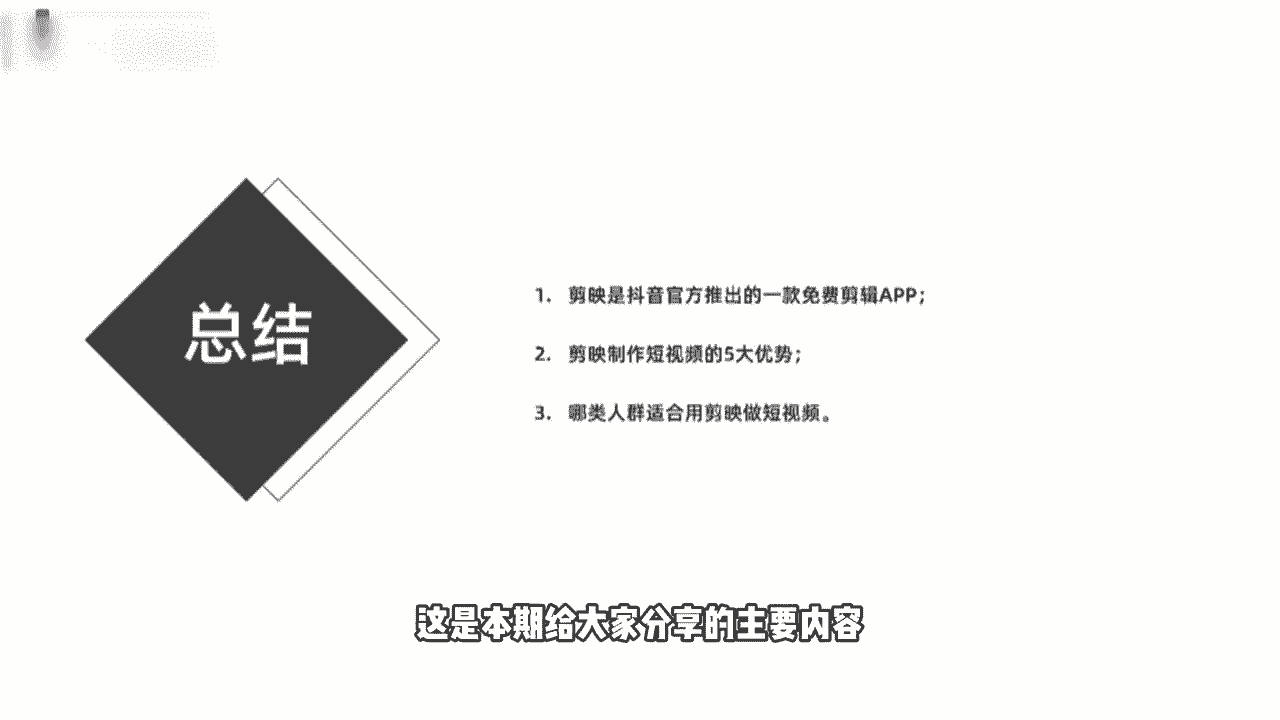 总结
1. 剪映是抖音官方推出的一款免费剪辑APP；
2. 剪映制作短视频的5大优势；
3. 哪类人群适合用剪映做短视频。
这是本期给大家分享的主要内容